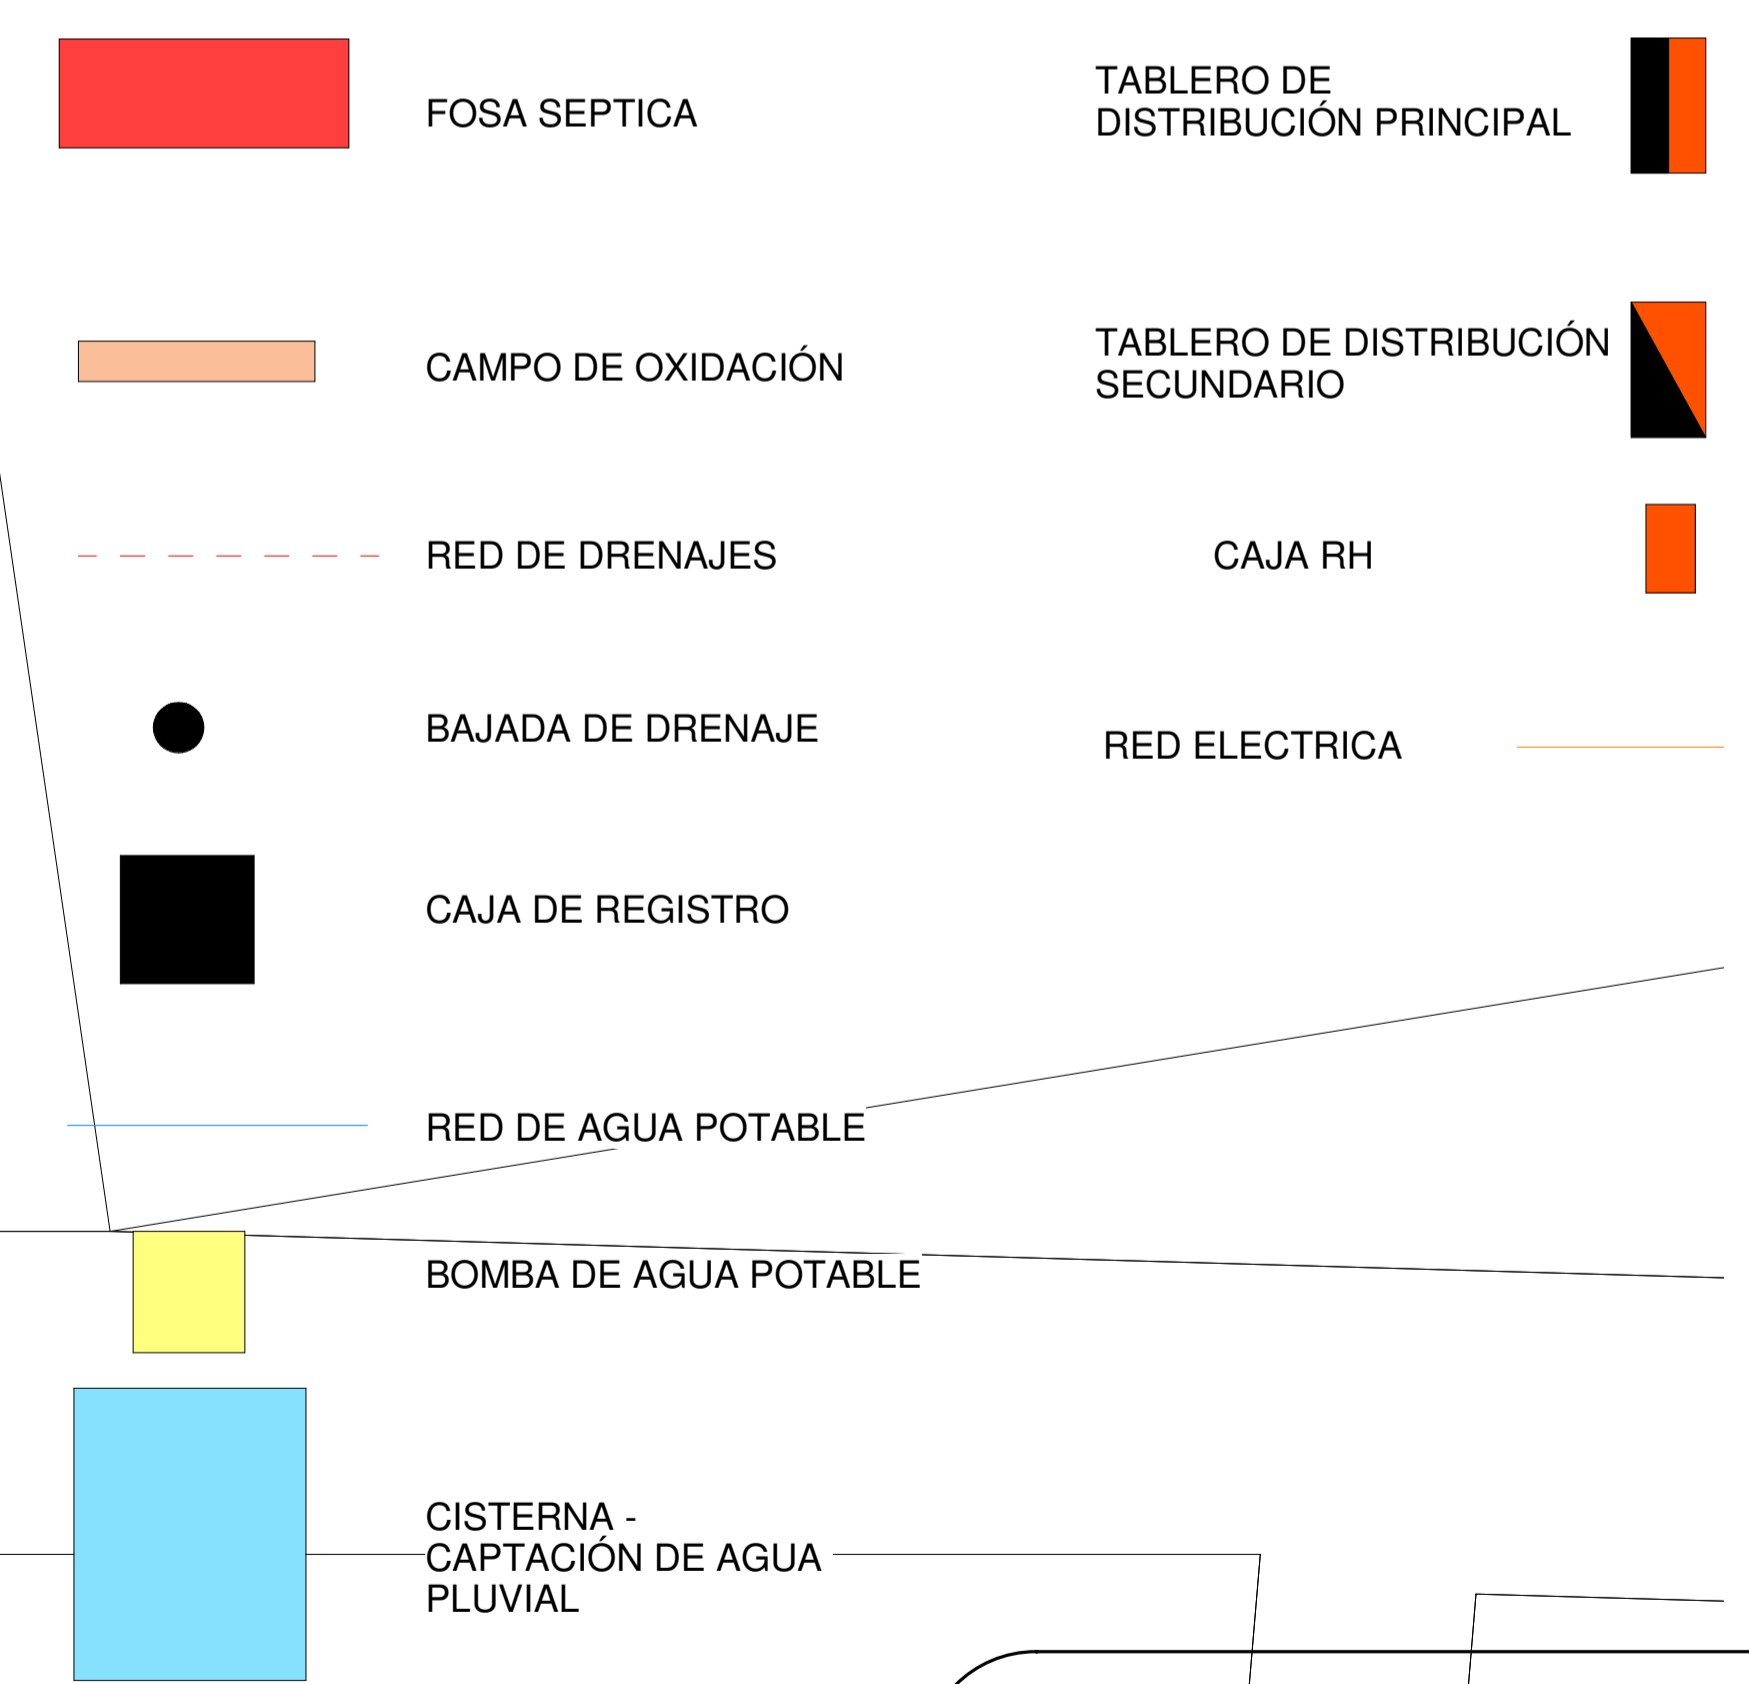 FOSA SEPTICA
CAMPO DE OXIDACIÓN
RED DE DRENAJES
BAJADA DE DRENAJE
CAJA DE REGISTRO
RED DE AGUA POTABLE
BOMBA DE AGUA POTABLE
CISTERNA -
CAPTACIÓN DE AGUA
PLUVIAL
TABLERO DE
DISTRIBUCIÓN PRINCIPAL
TABLERO DE DISTRIBUCIÓN
SECUNDARIO
CAJA RH
RED ELECTRICA